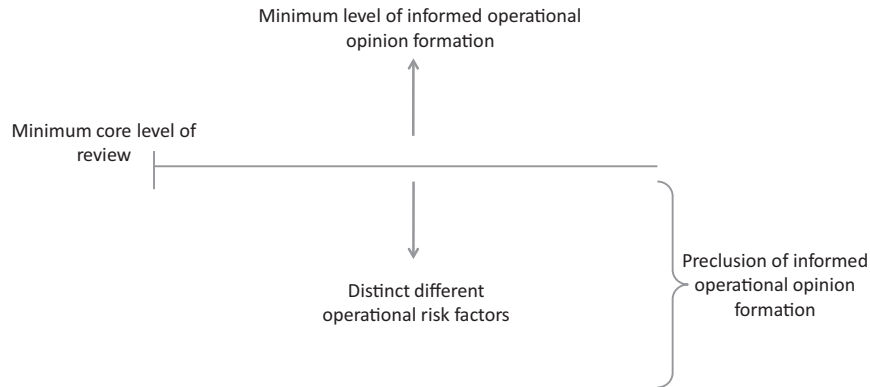 Minimum level of informed operational
opinion formation
Minimum core level of
review
Distinct different
operational risk factors
Preclusion of informed
operational opinion
formation